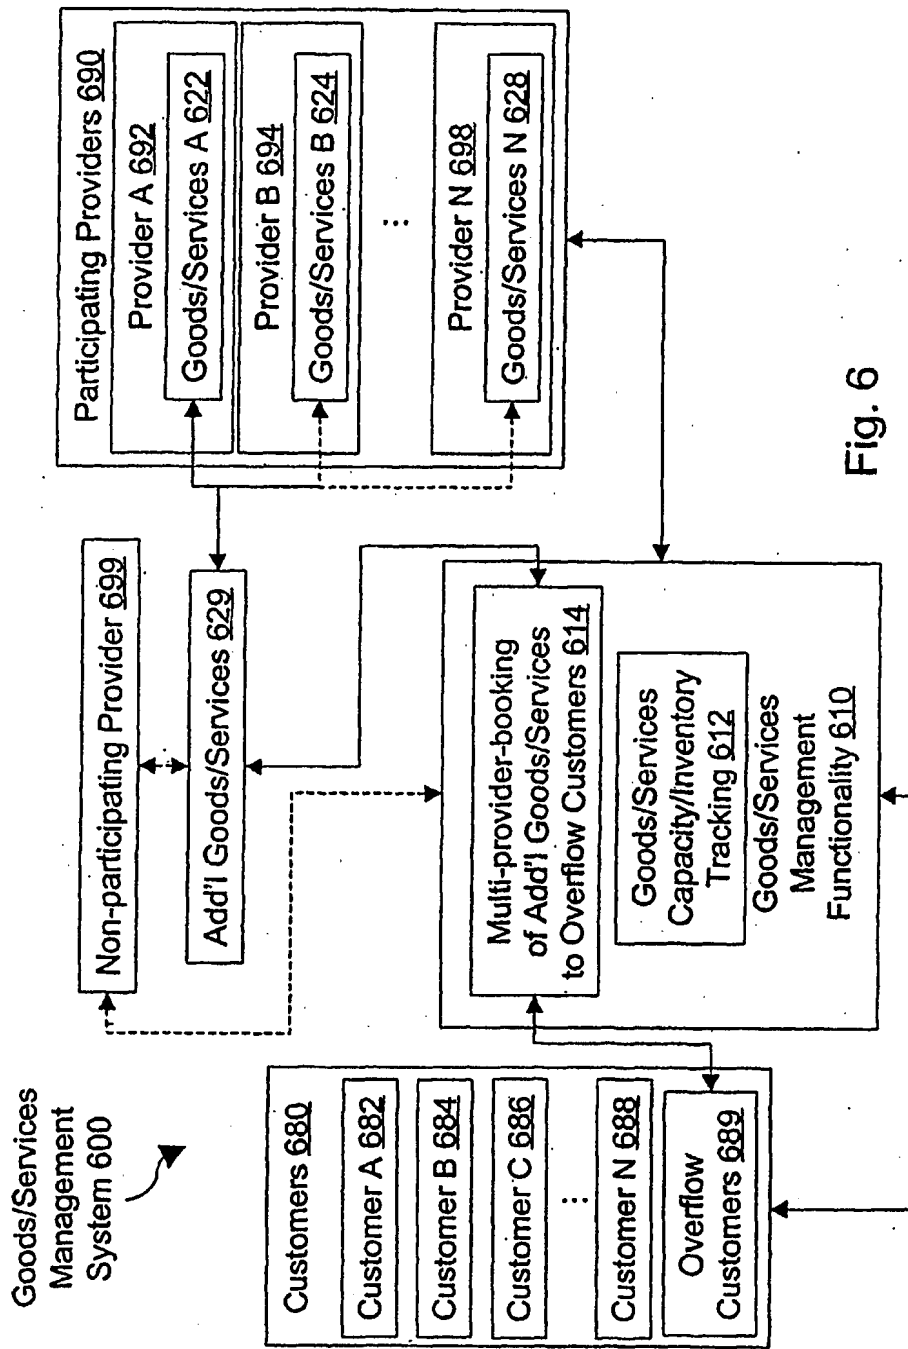 Goods/Services
Management
System 600
Customers 680
Customer A 682
Customer B 684
Customer C 686
...
Customer N 688
Overflow
Customers 689
Non-participating Provider 699
Add'l Goods/Services 629
Multi-provider-booking
of Add'l Goods/Services
to Overflow Customers 614
Goods/Services
Capacity/Inventory
Tracking 612
Goods/Services
Management
Functionality 610
Participating Providers 690
Provider A 692
Goods/Services A 622
Provider B 694
Goods/Services B 624
...
Provider N 698
Goods/Services N 628
Fig. 6